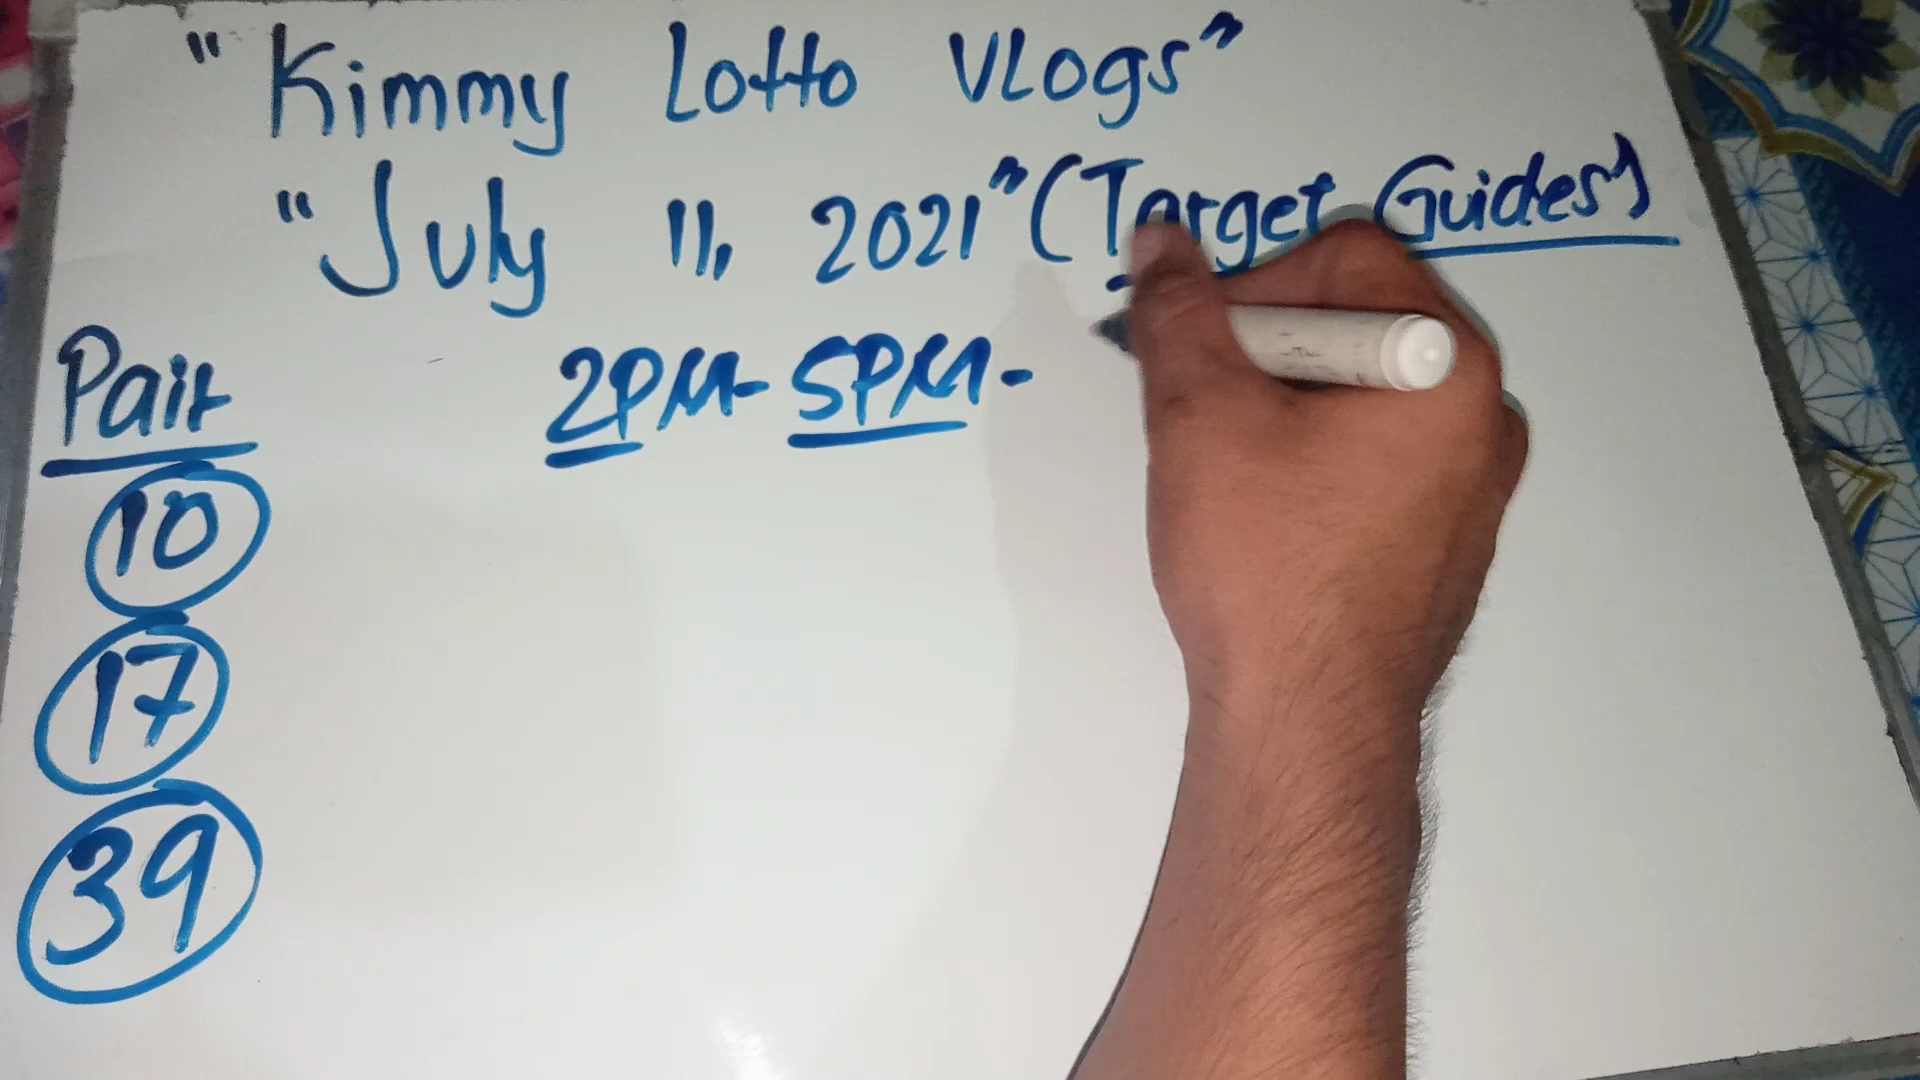 "Kimmy Lotto VLogs"
"July 11, 2021" (Target Guides)
2PM- 5PM-
Pair
10
17
39